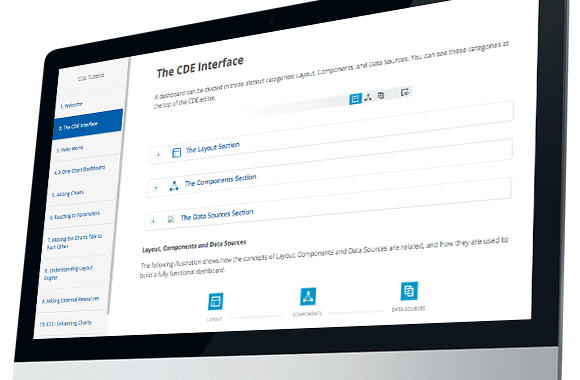 CDE Tutorial
1. Welcome
2. The CDE Interface
3. Hello World
4. A One Chart Dashboard
5. Adding Charts
6. Reacting to Parameters
7. Making the Charts Talk to
Each Other
8. Understanding Layout
Engine
9. Adding External Resources
10. CCC: Enhancing Charts
The CDE Interface
A dashboard can be divided in three distinct categories: Layout, Components, and Data Sources. You can see these categories at
the top of the CDE editor.
The Layout Section
The Components Section
The Data Sources Section
Layout, Components and Data Sources
The following illustration shows how the concepts of Layout, Components and Data Sources are related, and how they are used to
build a fully functional dashboard.
LAYOUT
COMPONENTS
DATA SOURCES